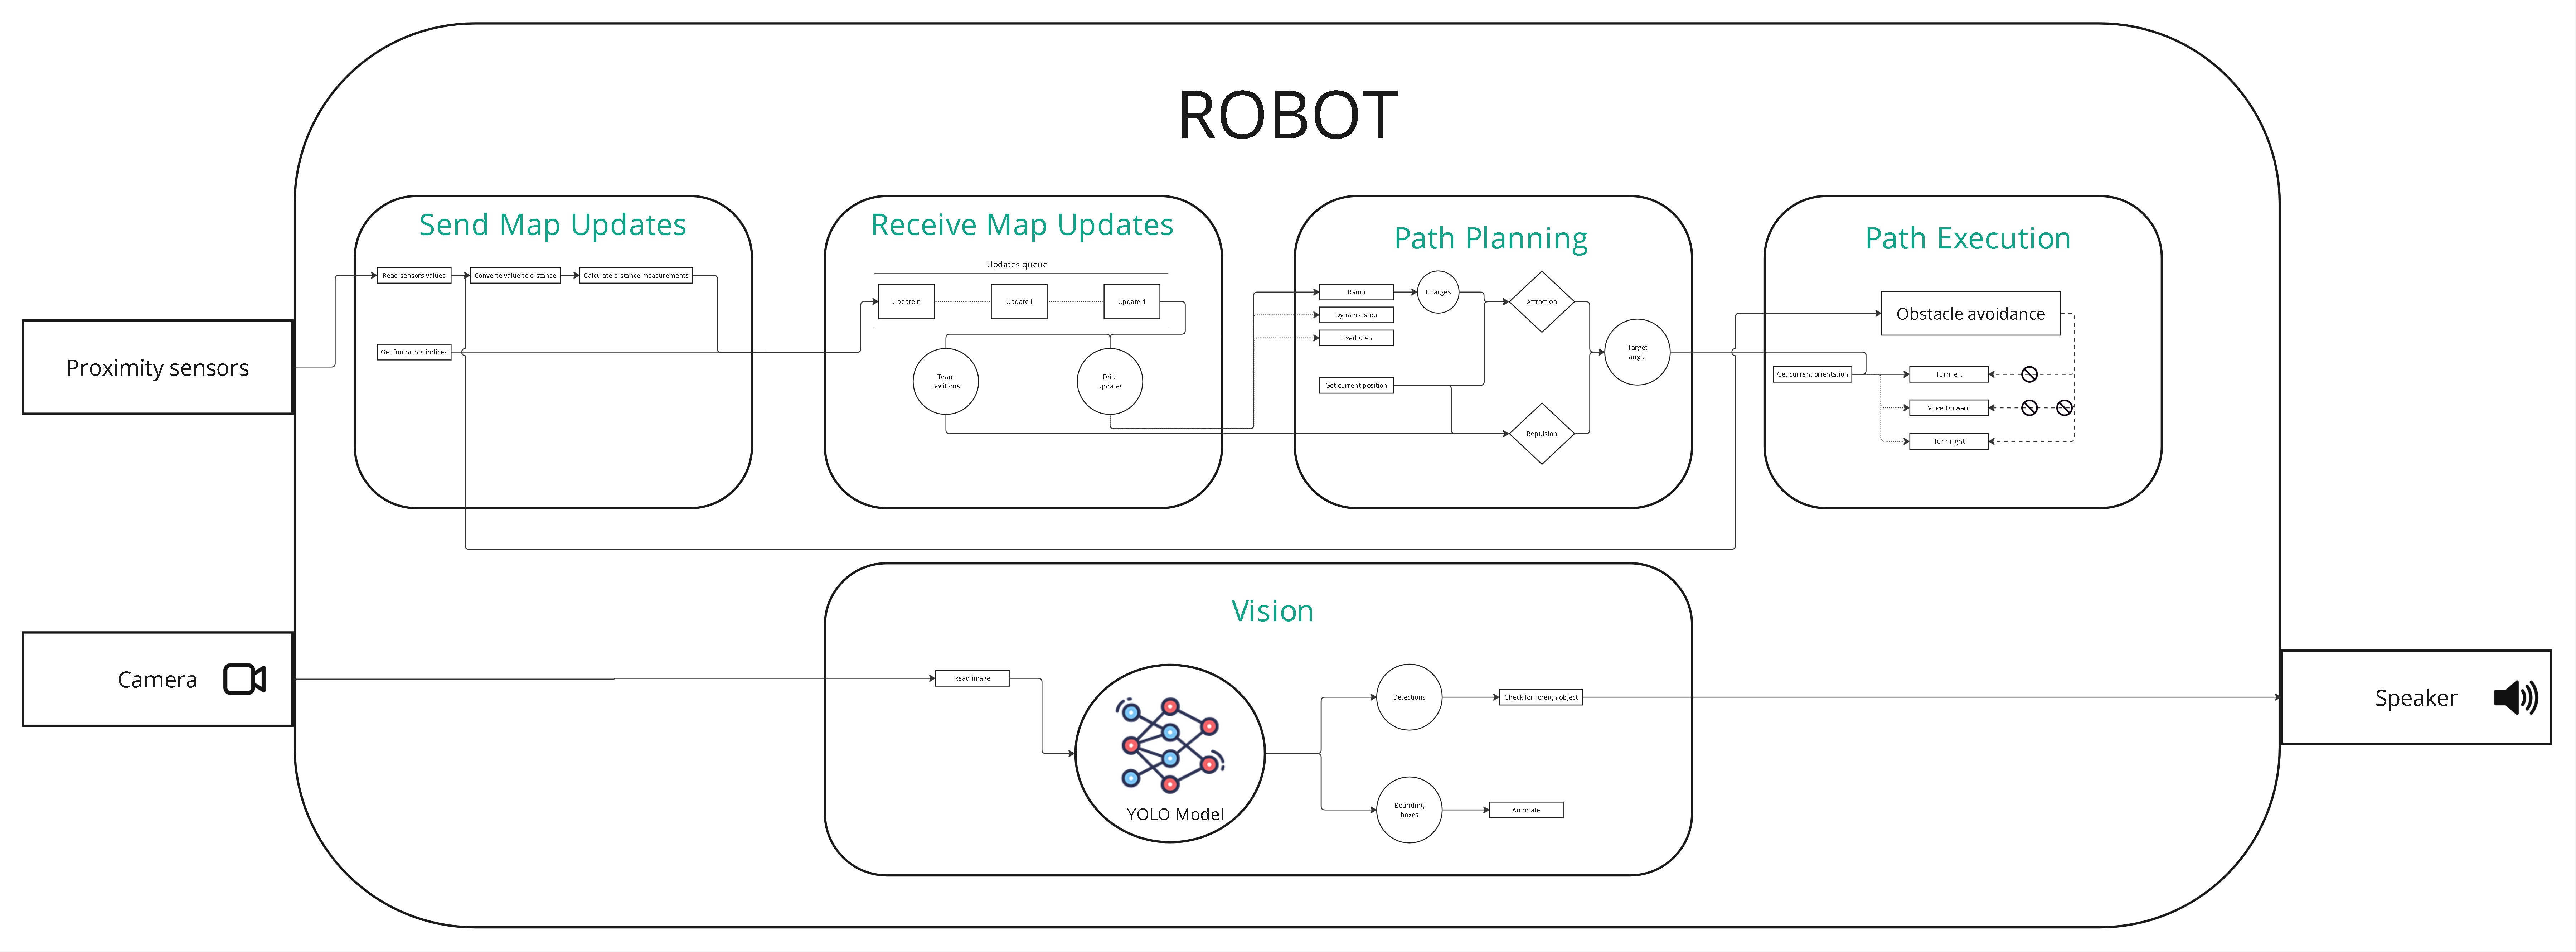 ROBOT
Send Map Updates
Read sensors values
Converte value to distance
Calculate distance measurements
Get footprints indices
Receive Map Updates
Updates queue
Update n
Update i
Update 1
Team
positions
Feild
Updates
Path Planning
Ramp
Charges
Dynamic step
Fixed step
Get current position
Attraction
Repulsion
Target
angle
Path Execution
Obstacle avoidance
Get current orientation
Turn left
Move Forward
Turn right
Proximity sensors
Camera
Vision
Read image
YOLO Model
Detections
Check for foreign object
Bounding
boxes
Annotate
Speaker